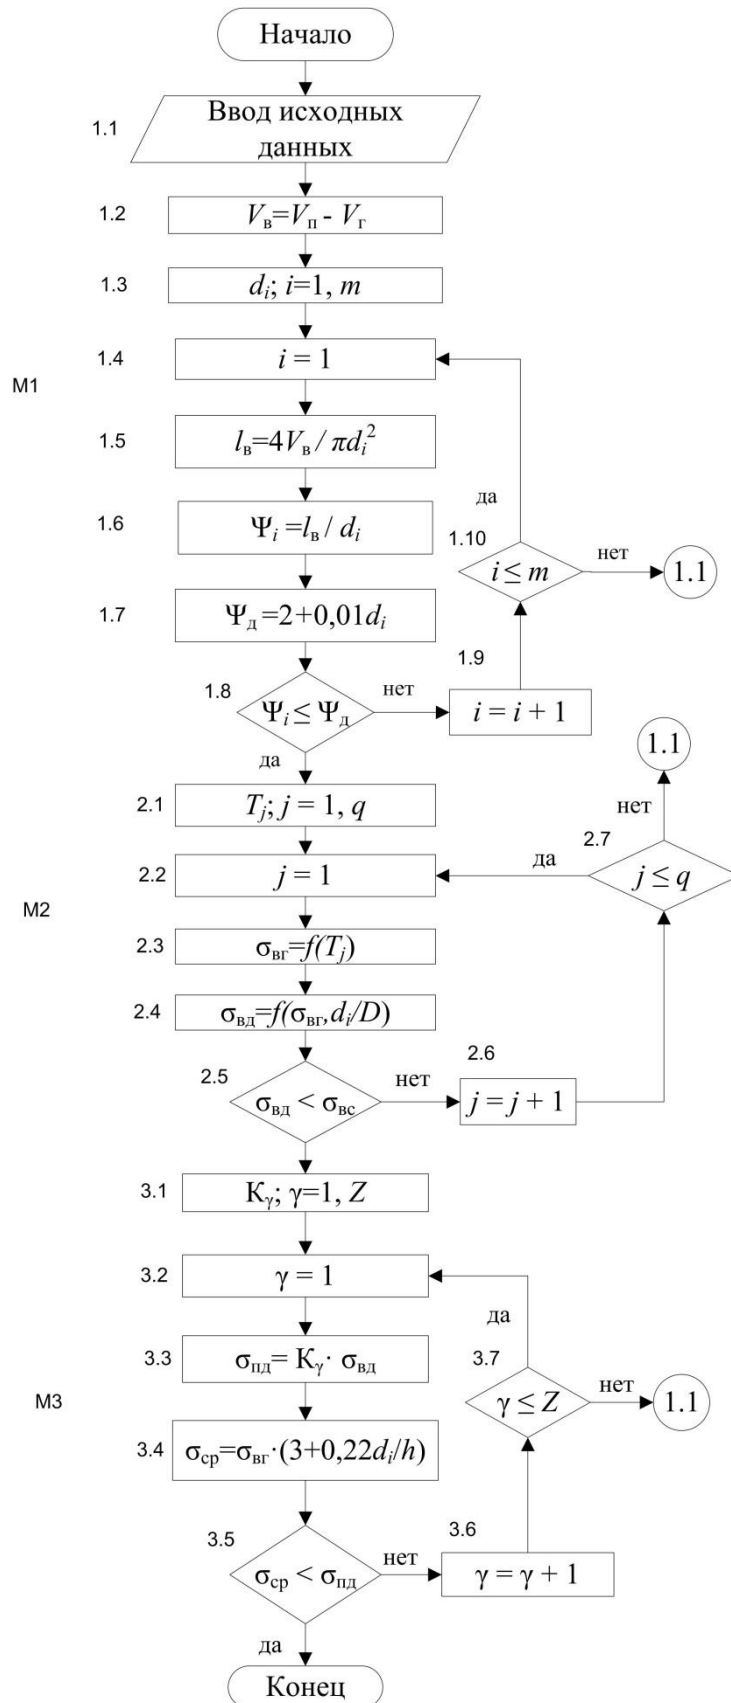 Начало
1.1
Ввод исходных
данных
1.2
Vв=Vп - Vг
1.3
di; i=1, m
1.4
i = 1
М1
1.5
lв=4Vв / πdi²
да
1.6
Ψi =lв / di
1.10
i ≤ m
нет
1.1
1.7
Ψд =2+0,01di
1.9
1.8
Ψi ≤ Ψд
нет
i = i + 1
да
1.1
2.1
Tj; j = 1, q
нет
2.7
2.2
j = 1
да
j ≤ q
М2
2.3
σвг=f(Tj)
2.4
σвд=f(σвг,di/D)
2.5
2.6
σвд < σвс
нет
j = j + 1
3.1
Кγ; γ=1, Z
3.2
γ = 1
да
3.3
σпд= Кγ· σвд
3.7
М3
γ ≤ Z
нет
1.1
3.4
σср=σвг·(3+0,22di/h)
3.5
3.6
σср < σпд
нет
γ = γ + 1
да
Конец